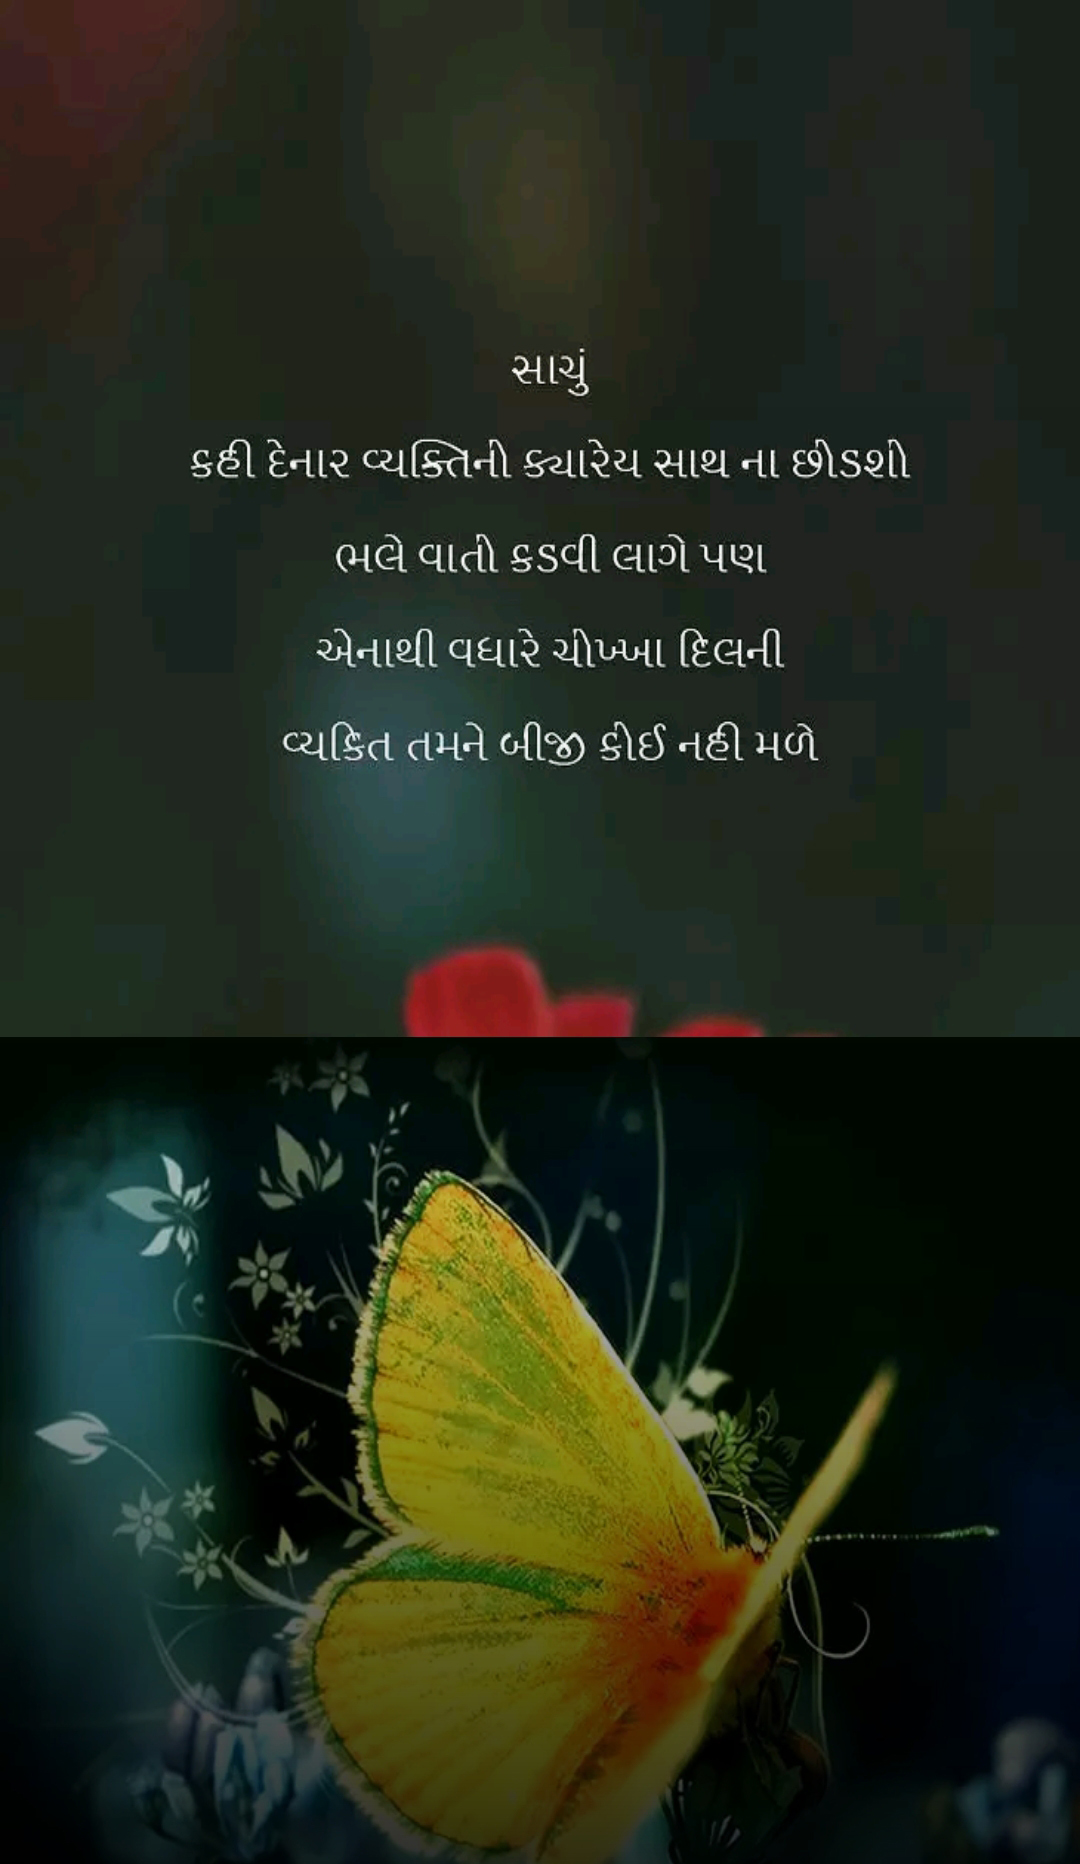 સાચું
કહી દેનાર વ્યક્તિનો ક્યારેય સાથ ના છોડશો
ભલે વાતો કડવી લાગે પણ
એનાથી વધારે ચોખ્ખા દિલની
વ્યકિત તમને બીજી કોઈ નહી મળે